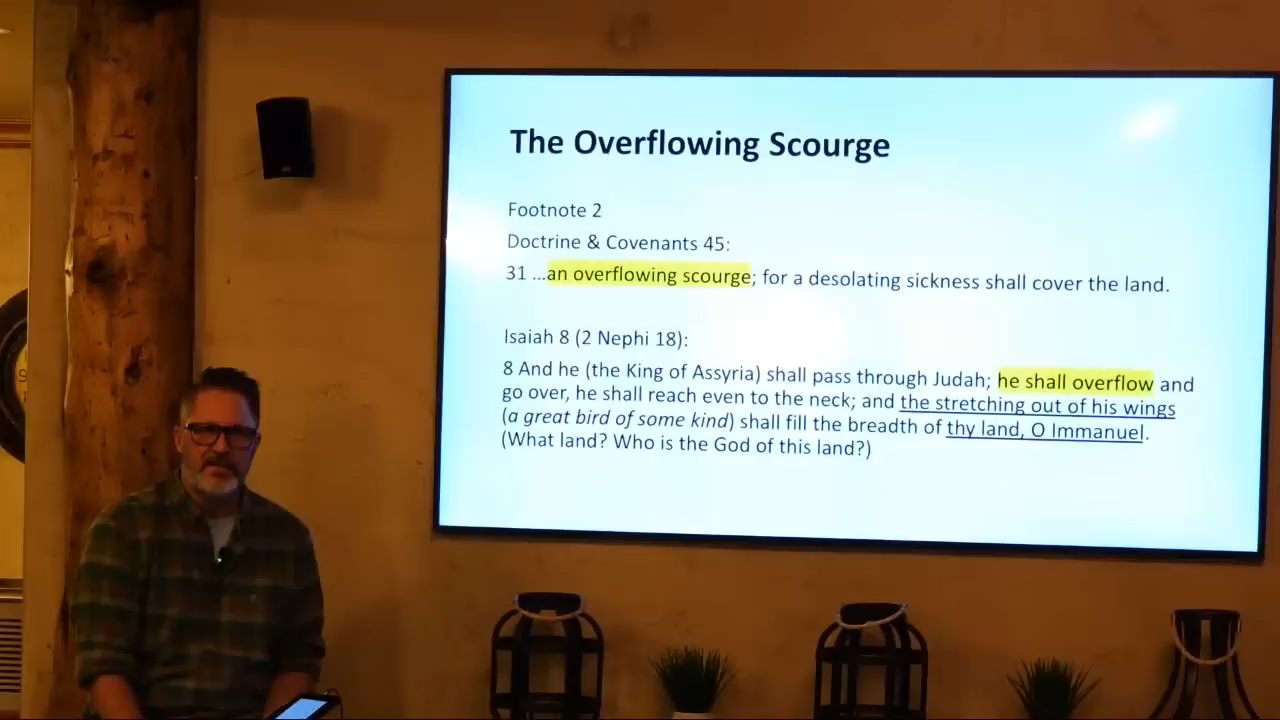 The Overflowing Scourge
Footnote 2
Doctrine & Covenants 45:
31 ...an overflowing scourge; for a desolating sickness shall cover the land.
Isaiah 8 (2 Nephi 18):
8 And he (the King of Assyria) shall pass through Judah; he shall overflow and
go over, he shall reach even to the neck; and the stretching out of his wings
(a great bird of some kind) shall fill the breadth of thy land, O Immanuel.
(What land? Who is the God of this land?)